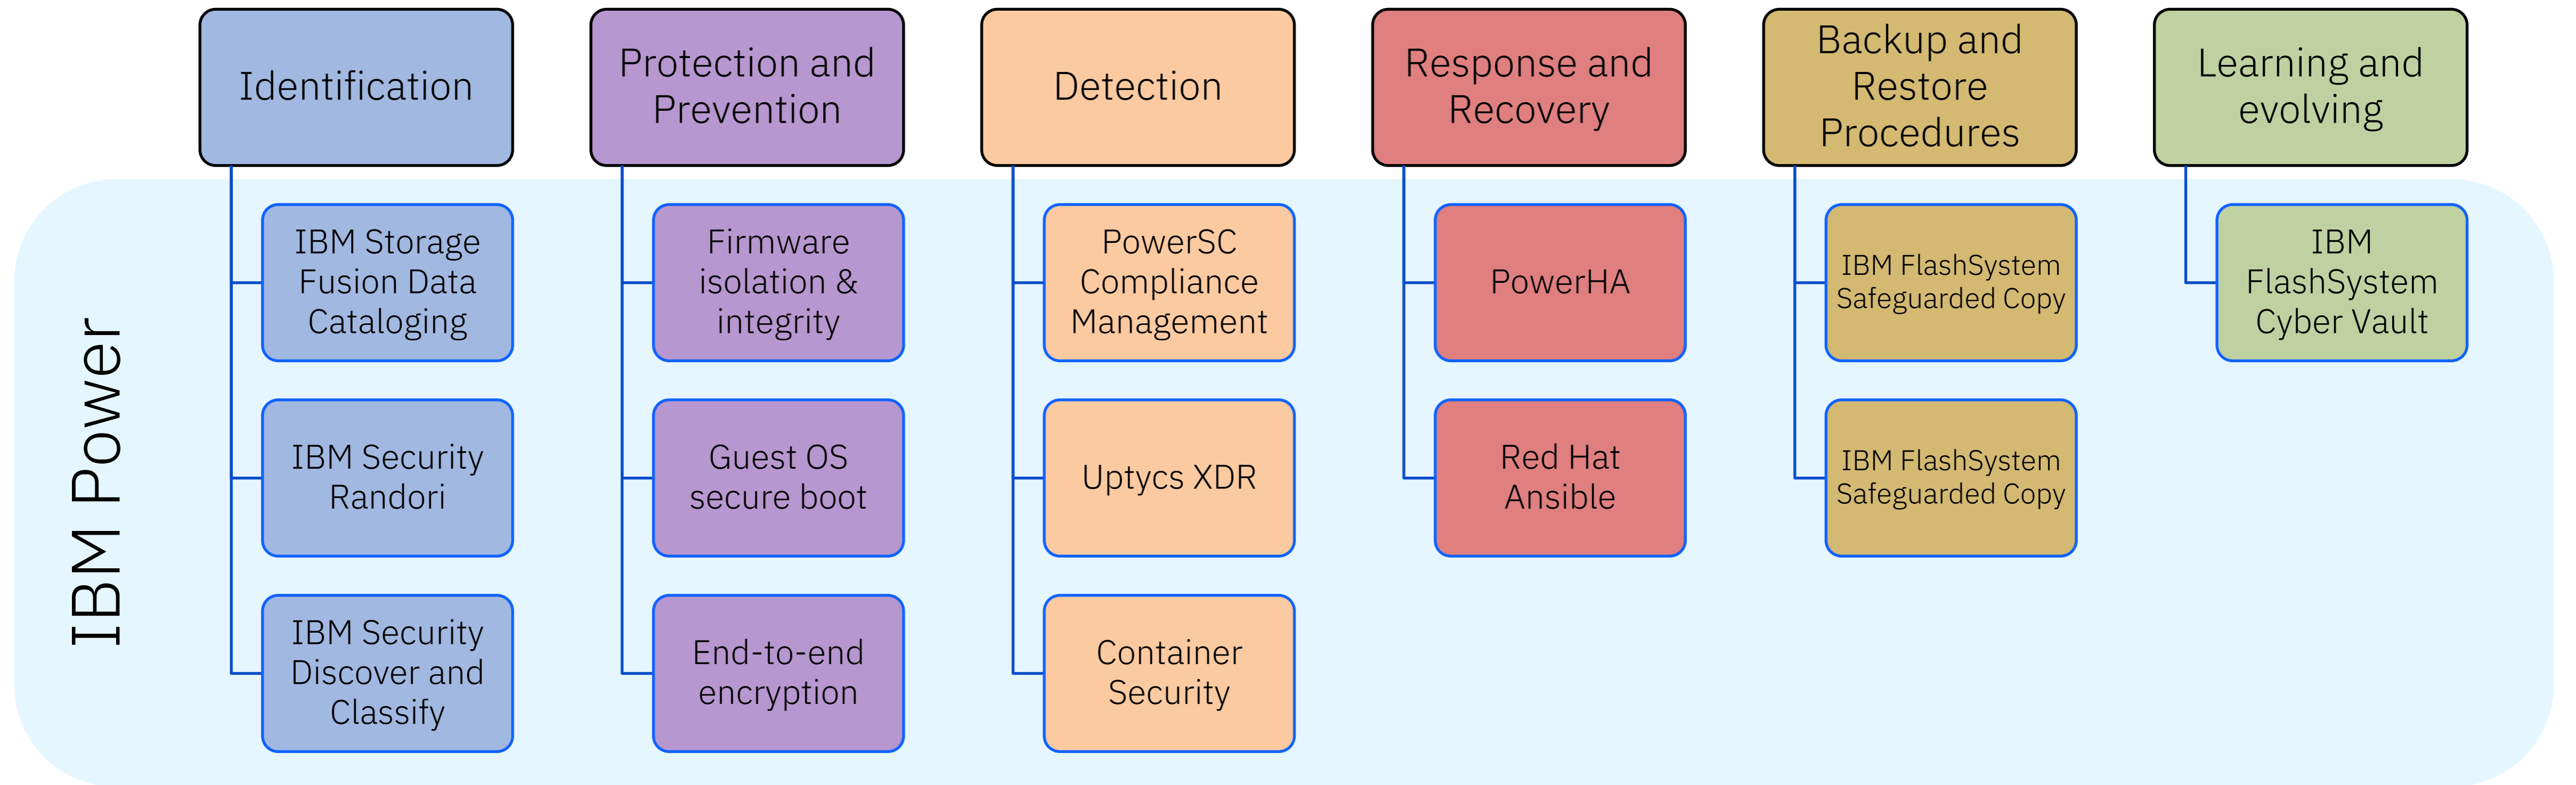 Identification
Protection and
Prevention
Detection
Response and
Recovery
Backup and
Restore
Procedures
Learning and
evolving
IBM Power
IBM Storage
Fusion Data
Cataloging
IBM Security
Randori
IBM Security
Discover and
Classify
Firmware
isolation &
integrity
Guest OS
secure boot
End-to-end
encryption
PowerSC
Compliance
Management
Uptycs XDR
Container
Security
PowerHA
Red Hat
Ansible
IBM FlashSystem
Safeguarded Copy
IBM FlashSystem
Safeguarded Copy
IBM
FlashSystem
Cyber Vault